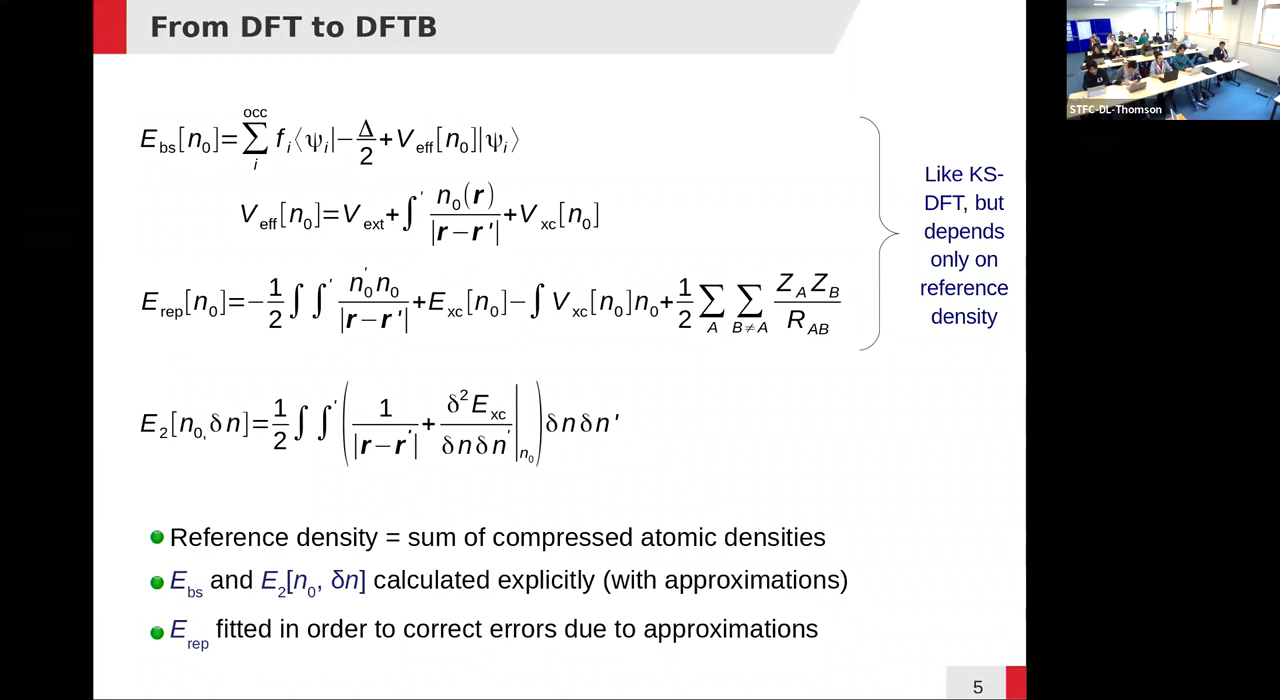 From DFT to DFTB
STFC-DL-Thomson
E_bs[n_0]=∑_i^occ f_i⟨ψ_i|−Δ/2+V_eff[n_0]|ψ_i⟩
V_eff[n_0]=V_ext+∫' n_0(r)/|r−r'|+V_xc[n_0]
E_rep[n_0]=−1/2∫∫' n_0'n_0/|r−r'|+E_xc[n_0]−∫V_xc[n_0]n_0+1/2∑_A ∑_{B≠A} Z_A Z_B/R_AB
Like KS-
DFT, but
depends
only on
reference
density
E_2[n_0,δn]=1/2∫∫'(1/|r−r'|+δ²E_xc/δnδn'|_{n_0})δnδn'
Reference density = sum of compressed atomic densities
E_bs and E_2[n_0, δn] calculated explicitly (with approximations)
E_rep fitted in order to correct errors due to approximations
5